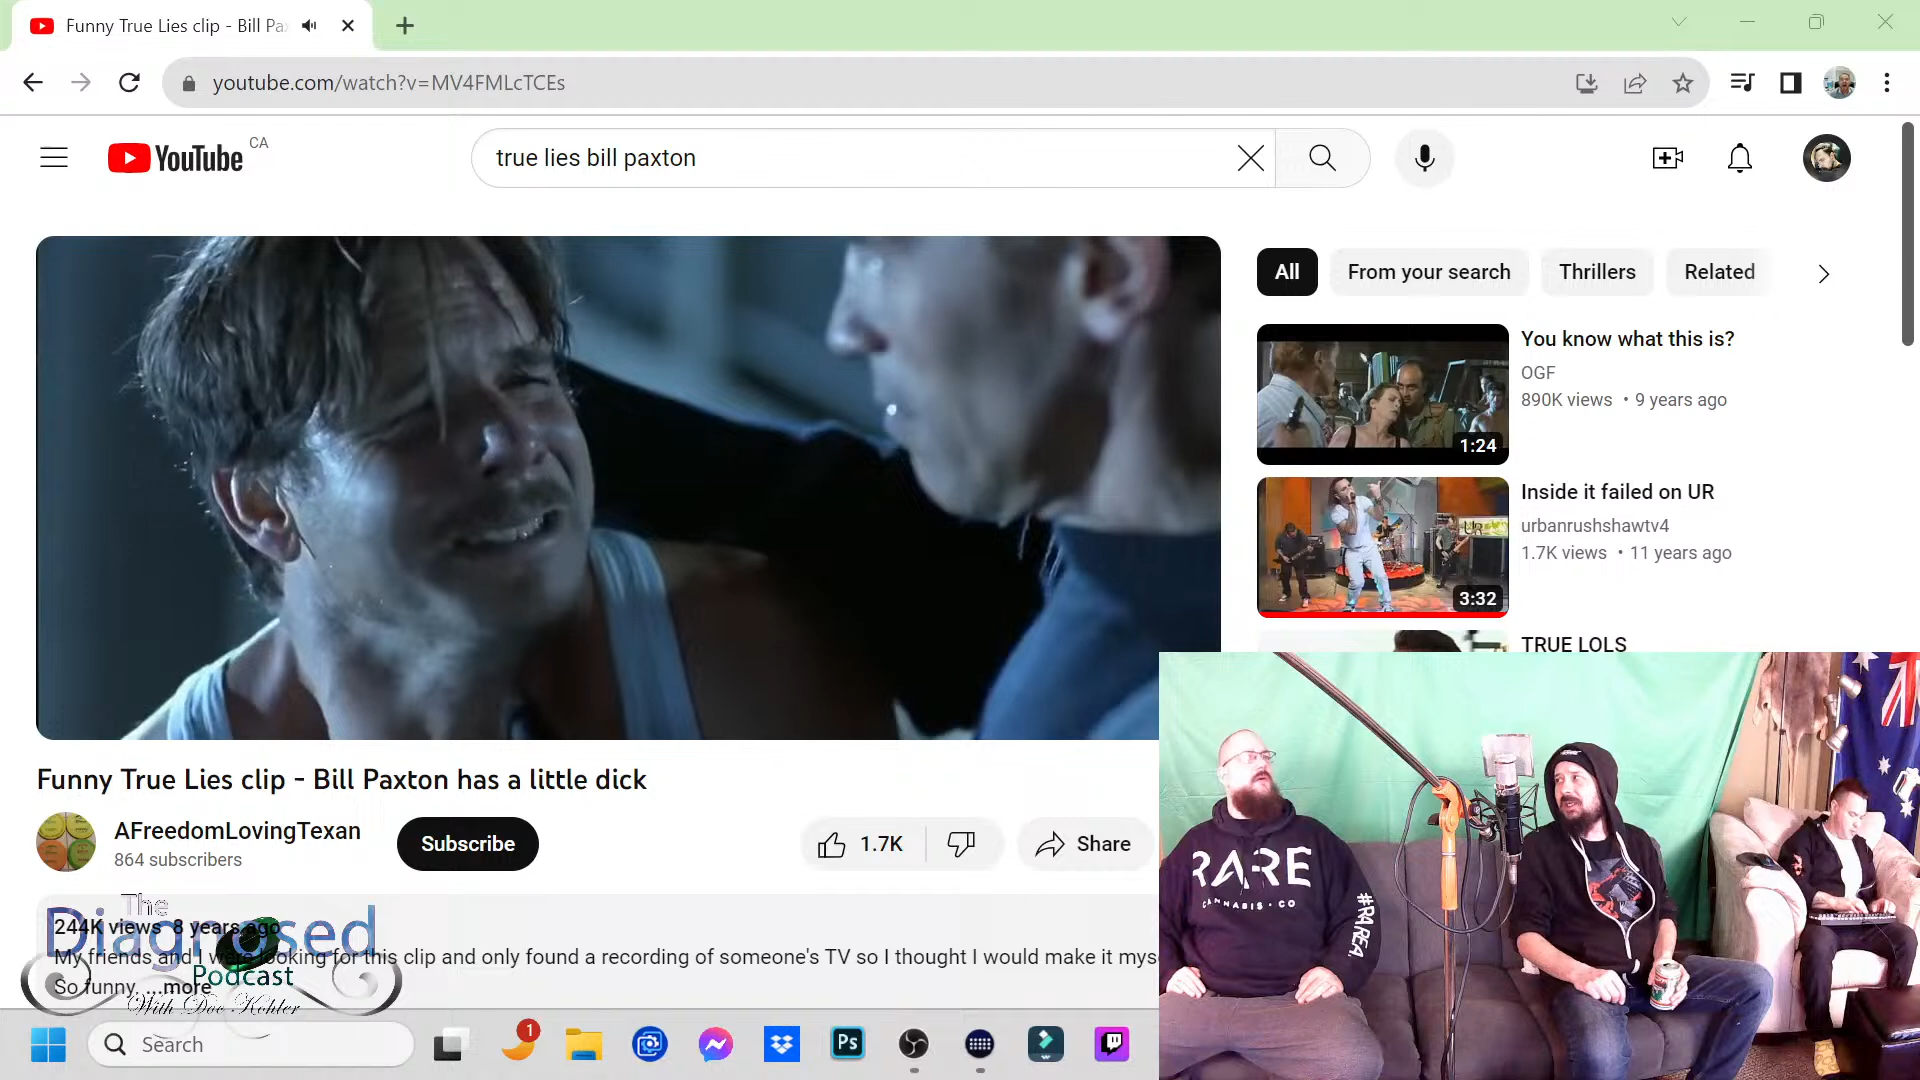 Funny True Lies clip - Bill Pa
youtube.com/watch?v=MV4FMLcTCEs
YouTube CA
true lies bill paxton
All
From your search
Thrillers
Related
You know what this is?
OGF
890K views • 9 years ago
1:24
Inside it failed on UR
urbanrushshawtv4
1.7K views • 11 years ago
UR
3:32
TRUE LOLS
Funny True Lies clip - Bill Paxton has a little dick
AFreedomLovingTexan
864 subscribers
Subscribe
1.7K
Share
244K views 8 years ago
My friends and I were looking for this clip and only found a recording of someone's TV so I thought I would make it mys
So funny. ...more
The
Diagnosed
Podcast
With Doc Kohler
RARE
CANNABIS·CO
#RAREA.
Search
1
Ps